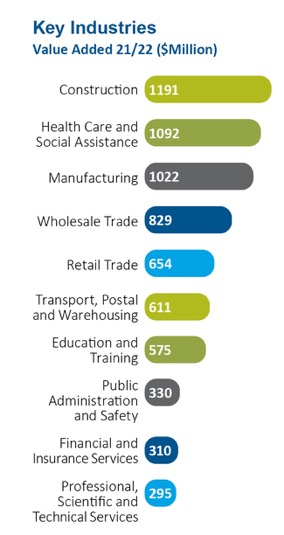 Key Industries
Value Added 21/22 ($Million)
Construction 1191
Health Care and
Social Assistance 1092
Manufacturing 1022
Wholesale Trade 829
Retail Trade 654
Transport, Postal
and Warehousing 611
Education and
Training 575
Public
Administration
and Safety 330
Financial and
Insurance Services 310
Professional,
Scientific and
Technical Services 295